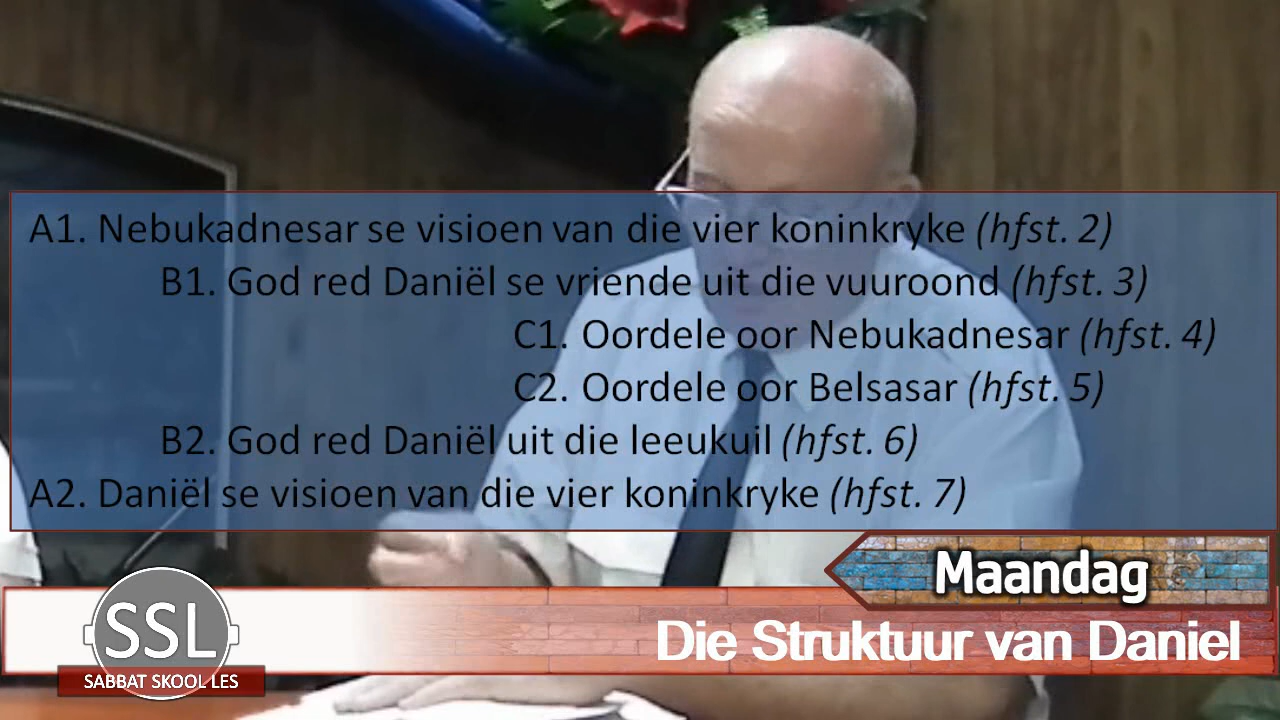 A1. Nebukadnesar se visioen van die vier koninkryke (hfst. 2)
B1. God red Daniël se vriende uit die vuuroond (hfst. 3)
C1. Oordele oor Nebukadnesar (hfst. 4)
C2. Oordele oor Belsasar (hfst. 5)
B2. God red Daniël uit die leeukuil (hfst. 6)
A2. Daniël se visioen van die vier koninkryke (hfst. 7)
Maandag
Die Struktuur van Daniel
SSL
SABBAT SKOOL LES